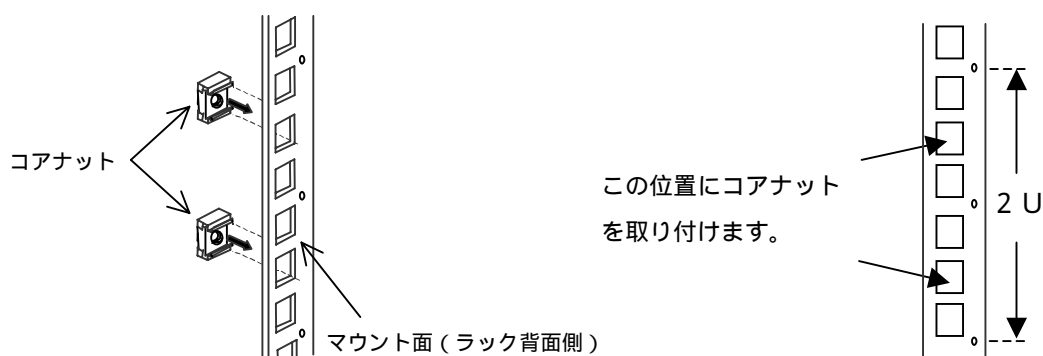 コアナット
マウント面（ラック背面側）
この位置にコアナット
を取り付けます。
２Ｕ